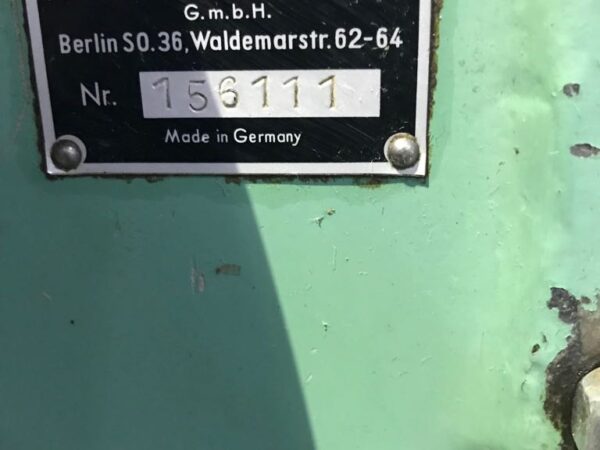 G.m.b.H.
Berlin SO.36, Waldemarstr.62-64
Nr. 156111
Made in Germany